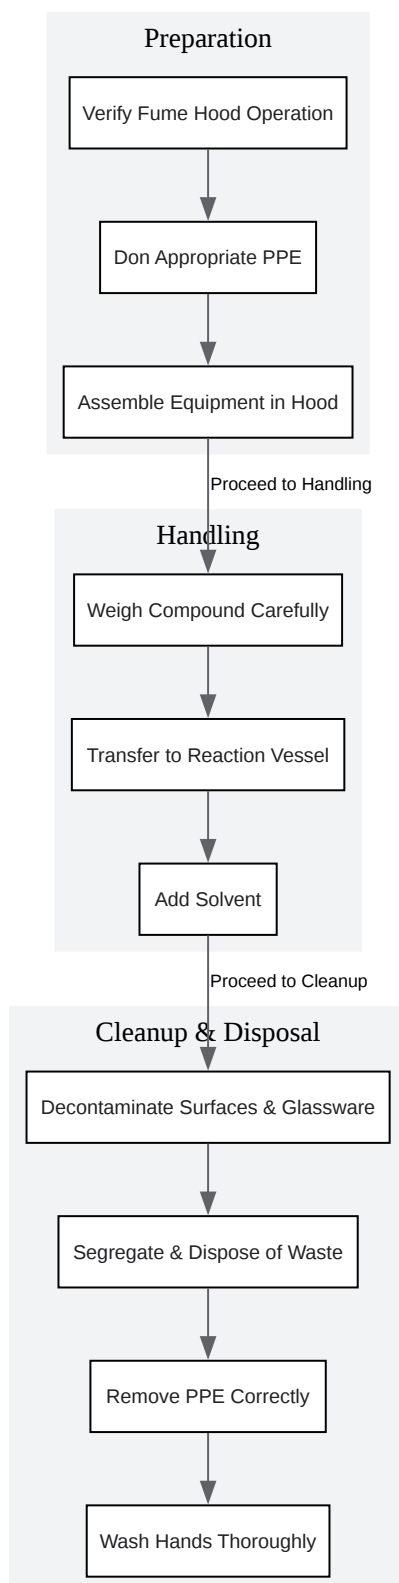 Preparation
Verify Fume Hood Operation
Don Appropriate PPE
Assemble Equipment in Hood
Proceed to Handling
Handling
Weigh Compound Carefully
Transfer to Reaction Vessel
Add Solvent
Proceed to Cleanup
Cleanup & Disposal
Decontaminate Surfaces & Glassware
Segregate & Dispose of Waste
Remove PPE Correctly
Wash Hands Thoroughly